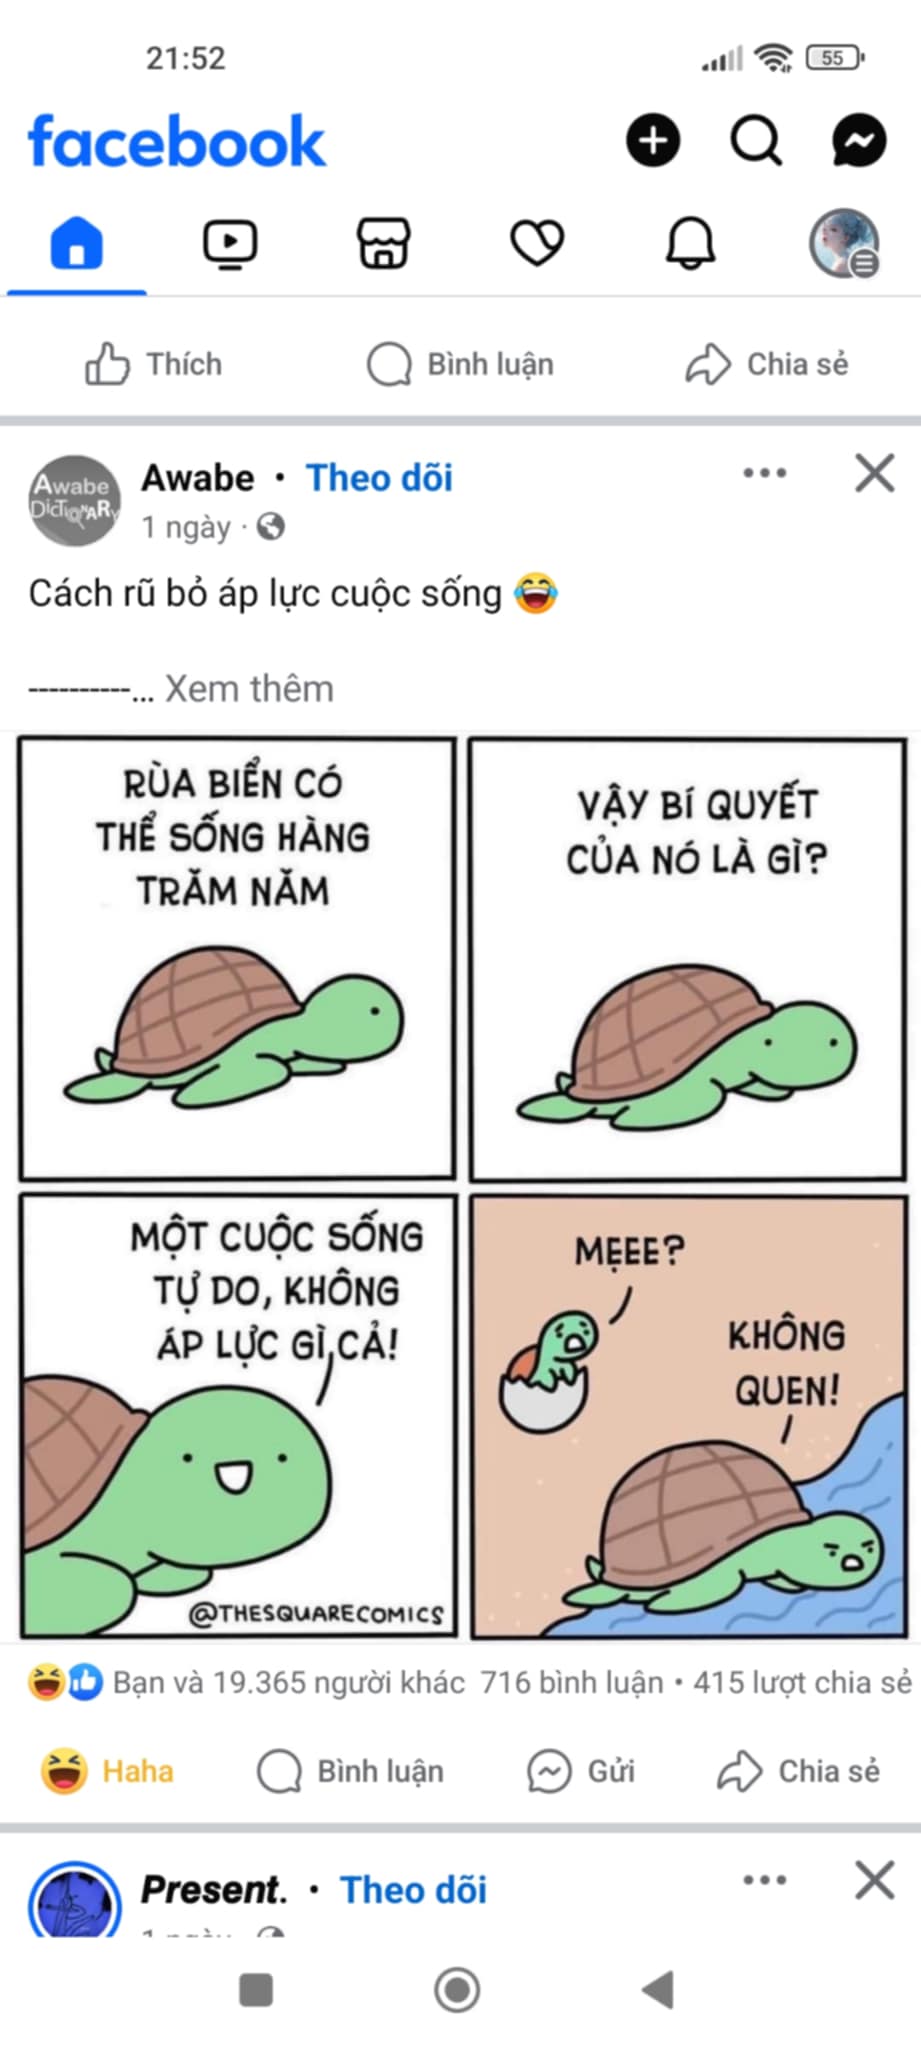 21:52
55
facebook
Thích
Bình luận
Chia sẻ
Awabe
DictioNARy
Awabe • Theo dõi
1 ngày ·
Cách rũ bỏ áp lực cuộc sống 😂
----------... Xem thêm
RÙA BIỂN CÓ
THỂ SỐNG HÀNG
TRĂM NĂM
VẬY BÍ QUYẾT
CỦA NÓ LÀ GÌ?
MỘT CUỘC SỐNG
TỰ DO, KHÔNG
ÁP LỰC GÌ CẢ!
@THESQUARECOMICS
MẸEE?
KHÔNG
QUEN!
Bạn và 19.365 người khác 716 bình luận • 415 lượt chia sẻ
Haha
Bình luận
Gửi
Chia sẻ
Present. • Theo dõi